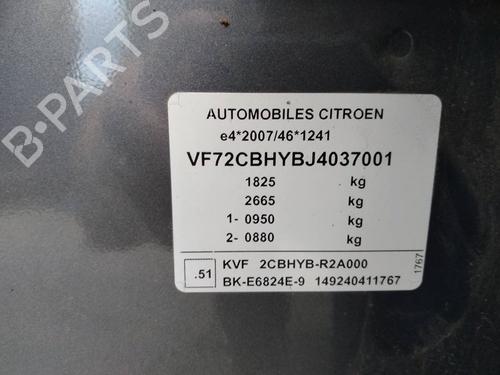 B-PARTS
AUTOMOBILES CITROEN
e4*2007/46*1241
VF72CBHYBJ4037001
1825 kg
2665 kg
1- 0950 kg
2- 0880 kg
.51 KVF 2CBHYB-R2A000
BK-E6824E-9 149240411767
1767